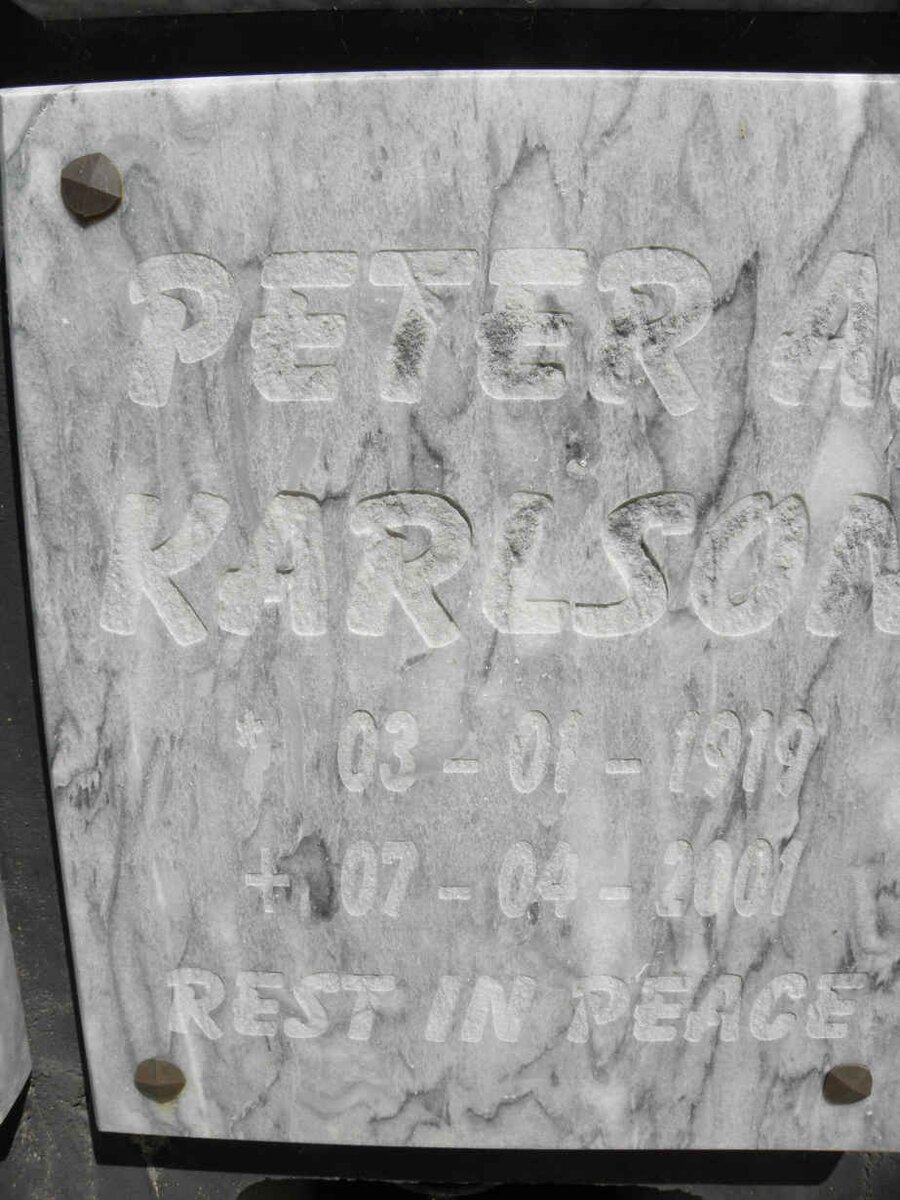 PETER A.
KARLSON
* 03 - 01 - 1919
+ 07 - 04 - 2001
REST IN PEACE